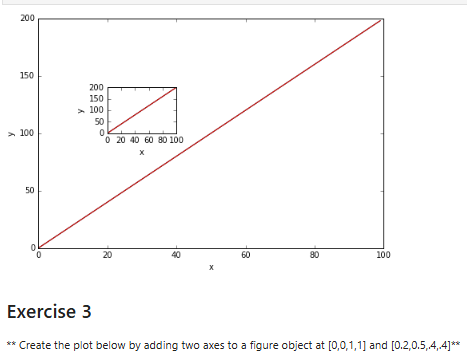 200
150
100
50
0
y
200
150
100
50
0
y
0 20 40 60 80 100
x
0 20 40 60 80 100
x
Exercise 3
** Create the plot below by adding two axes to a figure object at [0,0,1,1] and [0.2,0.5,.4,.4]**